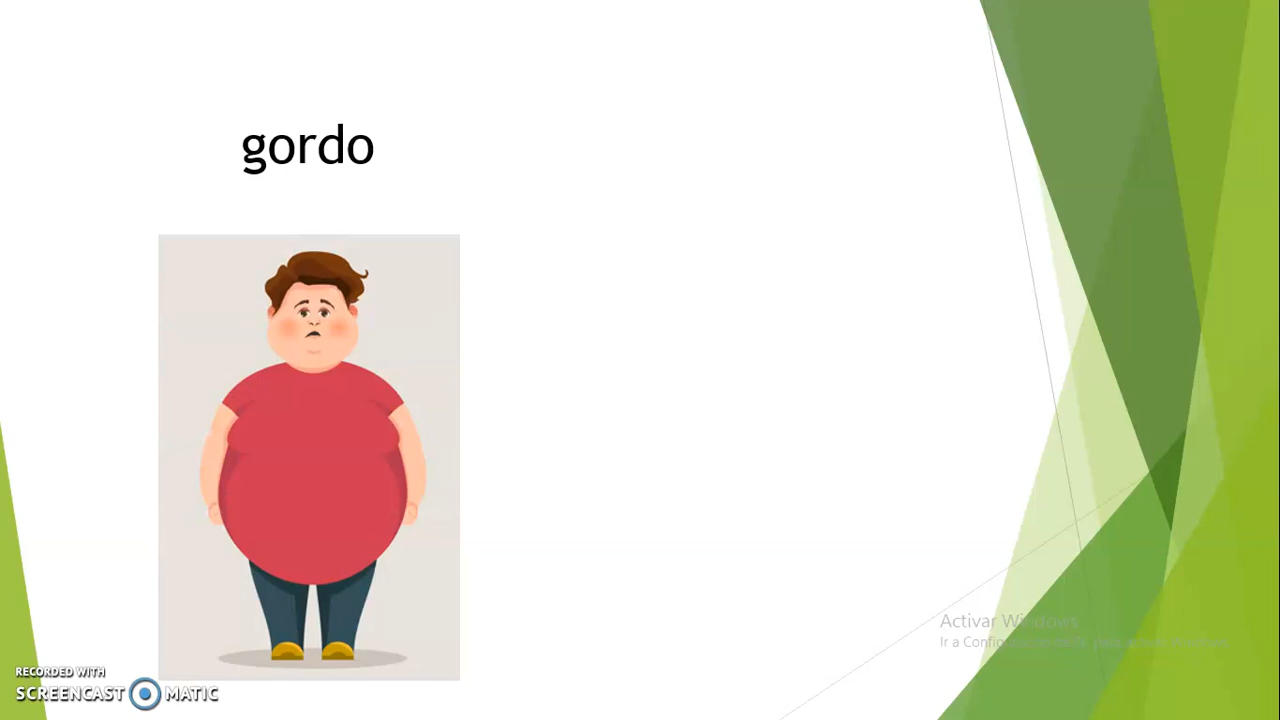 gordo
Activar Windows
Ir a Configuración de PC para activar Windows.
RECORDED WITH
SCREENCAST MATIC